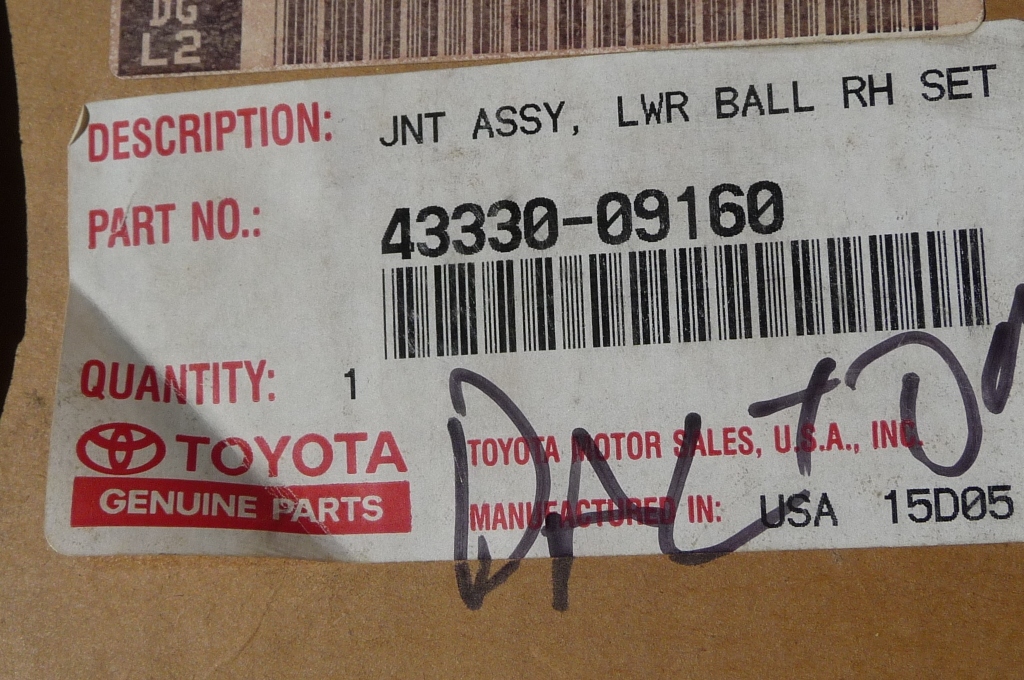 DG
L2
DESCRIPTION: JNT ASSY, LWR BALL RH SET
PART NO.: 43330-09160
QUANTITY: 1
TOYOTA
GENUINE PARTS
TOYOTA MOTOR SALES, U.S.A., INC.
MANUFACTURED IN: USA 15D05
DALTON